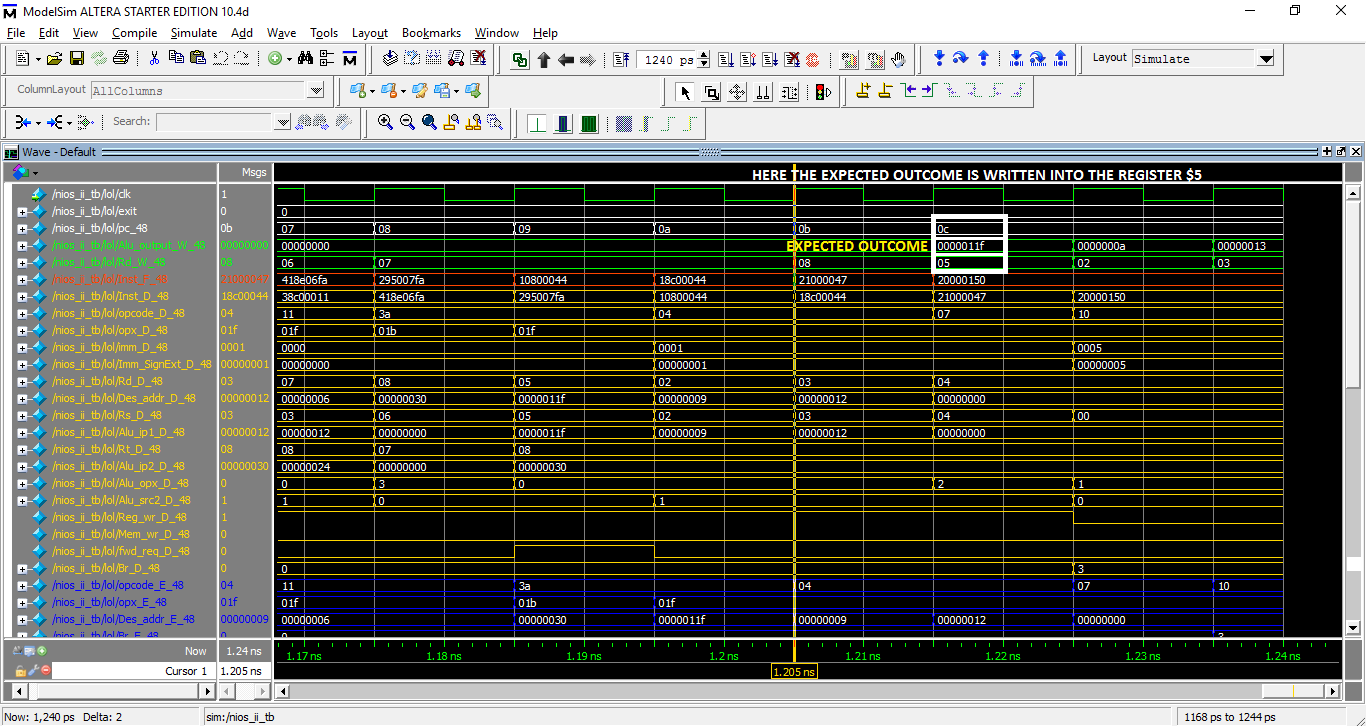 ModelSim ALTERA STARTER EDITION 10.4d
File Edit View Compile Simulate Add Wave Tools Layout Bookmarks Window Help
1240 ps
Layout Simulate
ColumnLayout AllColumns
Search:
Wave - Default
Msgs
HERE THE EXPECTED OUTCOME IS WRITTEN INTO THE REGISTER $5
/nios_ii_tb/lol/clk 1
/nios_ii_tb/lol/exit 0 0
/nios_ii_tb/lol/pc_48 0b 07 08 09 0a 0b 0c
/nios_ii_tb/lol/Alu_output_W_48 00000000 00000000 EXPECTED OUTCOME 0000011f 0000000a 00000013
/nios_ii_tb/lol/Rd_W_48 08 06 07 08 05 02 03
/nios_ii_tb/lol/Inst_F_48 21000047 418e06fa 295007fa 10800044 18c00044 21000047 20000150
/nios_ii_tb/lol/Inst_D_48 18c00044 38c00011 418e06fa 295007fa 10800044 18c00044 21000047 20000150
/nios_ii_tb/lol/opcode_D_48 04 11 3a 04 07 10
/nios_ii_tb/lol/opx_D_48 01f 01f 01b 01f
/nios_ii_tb/lol/imm_D_48 0001 0000 0001 0005
/nios_ii_tb/lol/Imm_SignExt_D_48 00000001 00000000 00000001 00000005
/nios_ii_tb/lol/Rd_D_48 03 07 08 05 02 03 04
/nios_ii_tb/lol/Des_addr_D_48 00000012 00000006 00000030 0000011f 00000009 00000012 00000000
/nios_ii_tb/lol/Rs_D_48 03 03 06 05 02 03 04 00
/nios_ii_tb/lol/Alu_ip1_D_48 00000012 00000012 00000000 0000011f 00000009 00000012 00000000
/nios_ii_tb/lol/Rt_D_48 08 08 07 08
/nios_ii_tb/lol/Alu_ip2_D_48 00000030 00000024 00000000 00000030
/nios_ii_tb/lol/Alu_opx_D_48 0 0 3 0 2 1
/nios_ii_tb/lol/Alu_src2_D_48 1 1 0 1 0
/nios_ii_tb/lol/Reg_wr_D_48 1
/nios_ii_tb/lol/Mem_wr_D_48 0
/nios_ii_tb/lol/fwd_req_D_48 0
/nios_ii_tb/lol/Br_D_48 0 0 3
/nios_ii_tb/lol/opcode_E_48 04 11 3a 04 07 10
/nios_ii_tb/lol/opx_E_48 01f 01f 01b 01f
/nios_ii_tb/lol/Des_addr_E_48 00000009 00000006 00000030 0000011f 00000009 00000012 00000000
Now 1.24 ns 1.17 ns 1.18 ns 1.19 ns 1.2 ns 1.21 ns 1.22 ns 1.23 ns 1.24 ns
Cursor 1 1.205 ns 1.205 ns
Now: 1,240 ps Delta: 2 sim:/nios_ii_tb 1168 ps to 1244 ps